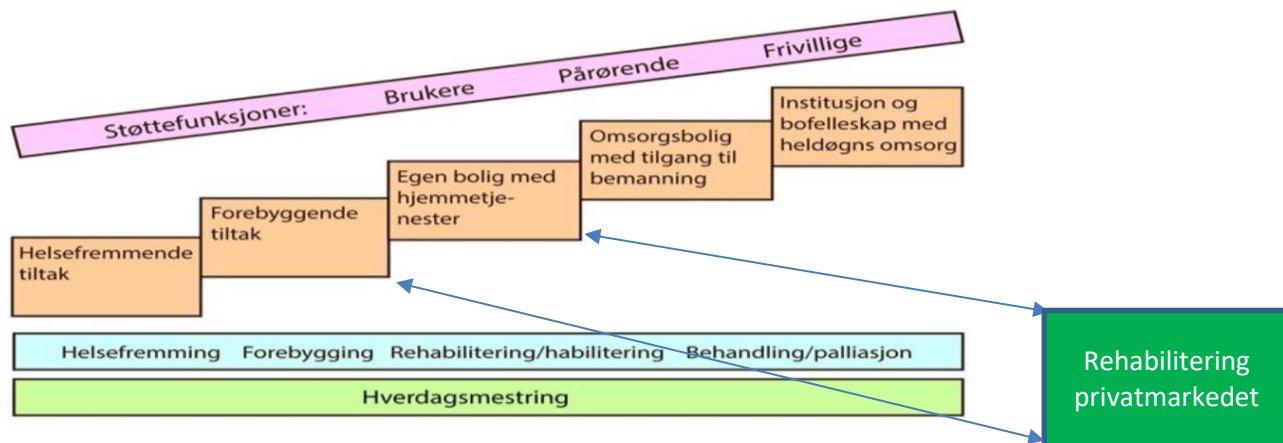 Støttefunksjoner: Brukere Pårørende Frivillige
Institusjon og
bofelleskap med
heldøgns omsorg
Omsorgsbolig
med tilgang til
bemanning
Egen bolig med
hjemmetje-
nester
Forebyggende
tiltak
Helsefremmende
tiltak
Helsefremming Forebygging Rehabilitering/habilitering Behandling/palliasjon
Hverdagsmestring
Rehabilitering
privatmarkedet